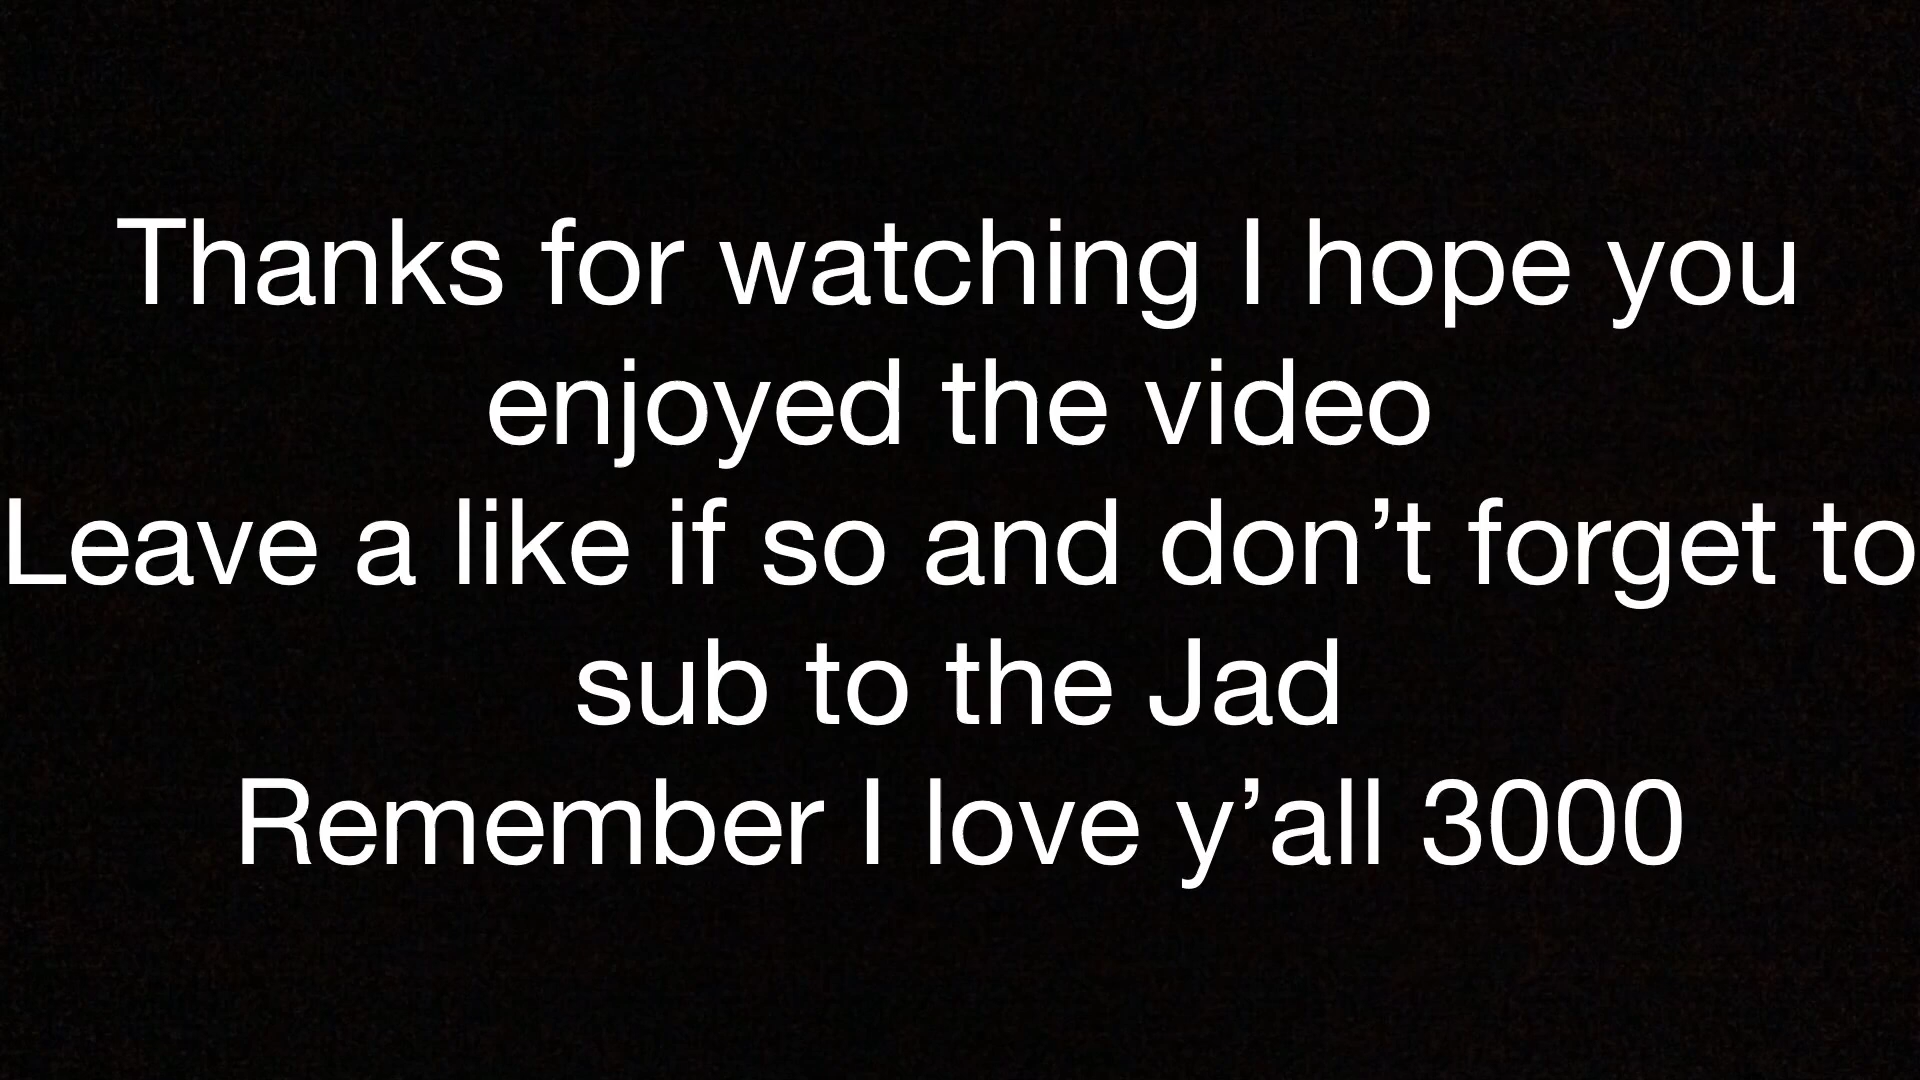 Thanks for watching I hope you
enjoyed the video
Leave a like if so and don’t forget to
sub to the Jad
Remember I love y’all 3000